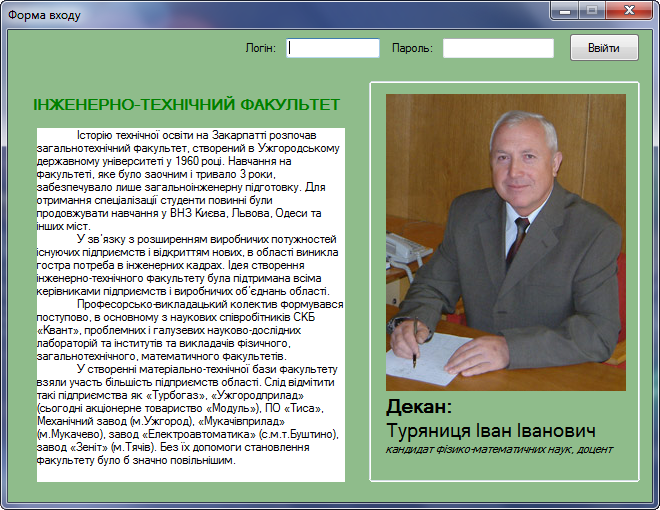 Форма входу
Логін:
Пароль:
Ввійти
ІНЖЕНЕРНО-ТЕХНІЧНИЙ ФАКУЛЬТЕТ
Історію технічної освіти на Закарпатті розпочав
загальнотехнічний факультет, створений в Ужгородському
державному університеті у 1960 році. Навчання на
факультеті, яке було заочним і тривало 3 роки,
забезпечувало лише загальноінженерну підготовку. Для
отримання спеціалізації студенти повинні були
продовжувати навчання у ВНЗ Києва, Львова, Одеси та
інших міст.
У зв'язку з розширенням виробничих потужностей
існуючих підприємств і відкриттям нових, в області виникла
гостра потреба в інженерних кадрах. Ідея створення
інженерно-технічного факультету була підтримана всіма
керівниками підприємств і виробничих об'єднань області.
Професорсько-викладацький колектив формувався
поступово, в основному з наукових співробітників СКБ
«Квант», проблемних і галузевих науково-дослідних
лабораторій та інститутів та викладачів фізичного,
загальнотехнічного, математичного факультетів.
У створенні матеріально-технічної бази факультету
взяли участь більшість підприємств області. Слід відмітити
такі підприємства як «Турбогаз», «Ужгородприлад»
(сьогодні акціонерне товариство «Модуль»), ПО «Тиса»,
Механічний завод (м.Ужгород), «Мукачівприлад»
(м.Мукачево), завод «Електроавтоматика» (с.м.т.Буштино),
завод «Зеніт» (м.Тячів). Без їх допомоги становлення
факультету було б значно повільнішим.
Декан:
Туряниця Іван Іванович
кандидат фізико-математичних наук, доцент